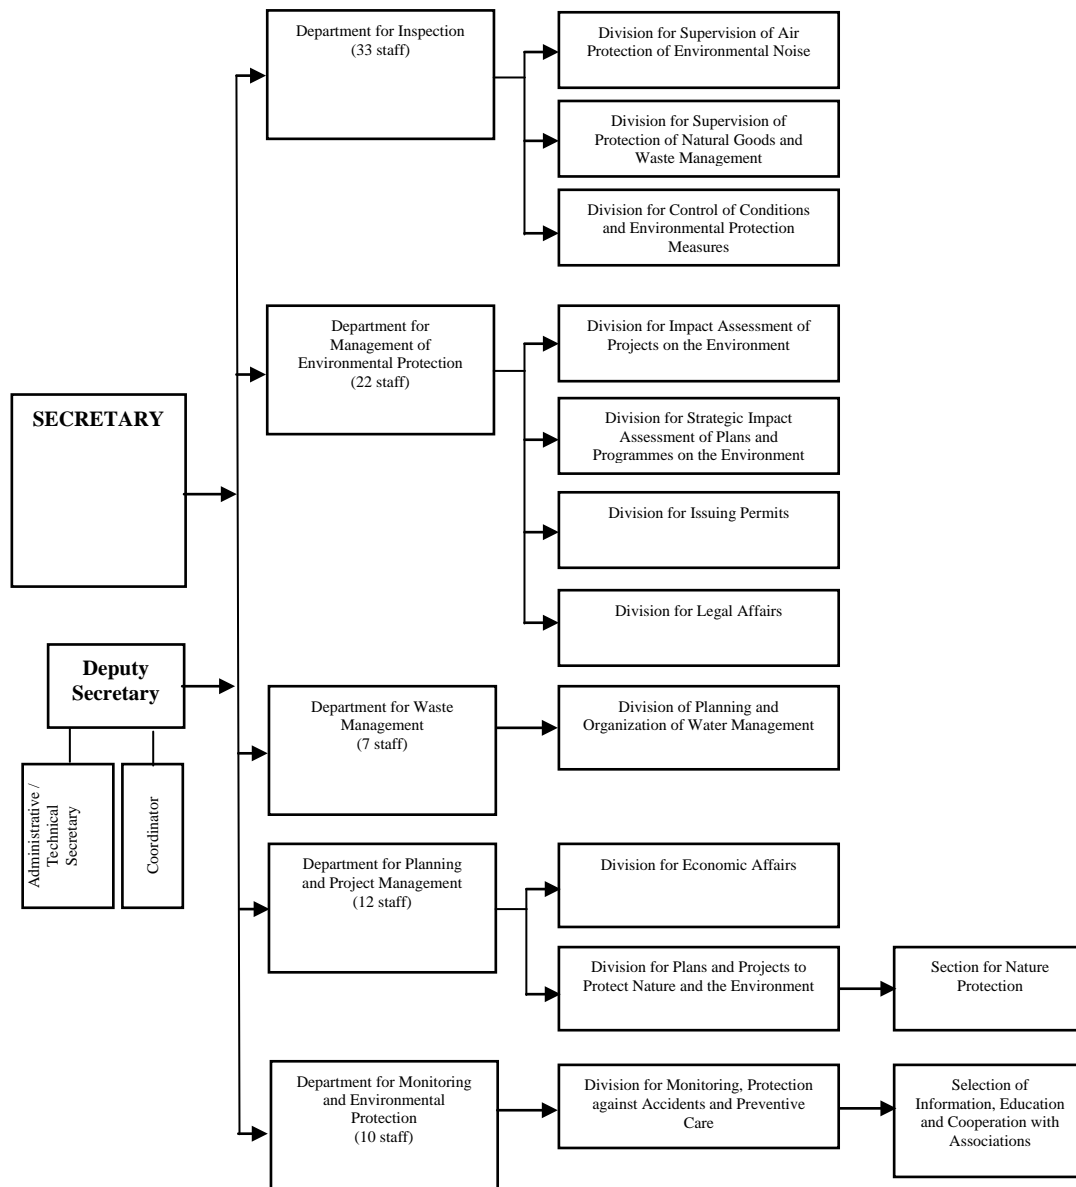 Department for Inspection
(33 staff)
Division for Supervision of Air
Protection of Environmental Noise
Division for Supervision of
Protection of Natural Goods and
Waste Management
Division for Control of Conditions
and Environmental Protection
Measures
Department for
Management of
Environmental Protection
(22 staff)
Division for Impact Assessment of
Projects on the Environment
Division for Strategic Impact
Assessment of Plans and
Programmes on the Environment
Division for Issuing Permits
Division for Legal Affairs
SECRETARY
Deputy
Secretary
Administrative /
Technical
Secretary
Coordinator
Department for Waste
Management
(7 staff)
Division of Planning and
Organization of Water Management
Department for Planning
and Project Management
(12 staff)
Division for Economic Affairs
Division for Plans and Projects to
Protect Nature and the Environment
Section for Nature
Protection
Department for Monitoring
and Environmental
Protection
(10 staff)
Division for Monitoring, Protection
against Accidents and Preventive
Care
Selection of
Information, Education
and Cooperation with
Associations